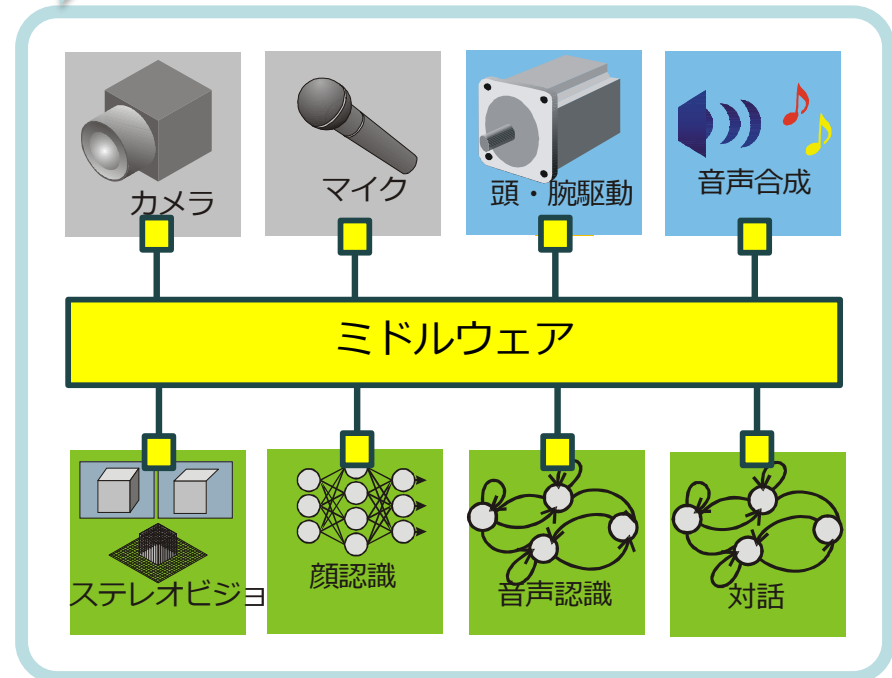 カメラ
マイク
頭・腕駆動
音声合成
ミドルウェア
ステレオビジョ
顔認識
音声認識
対話